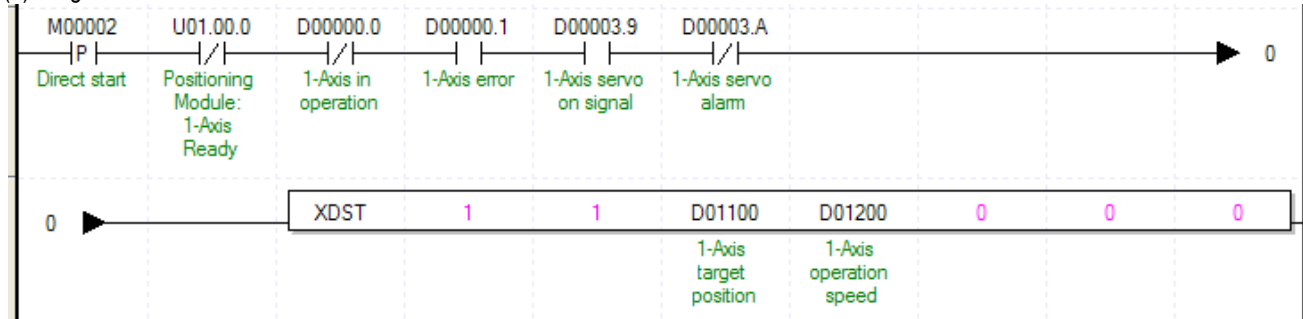 M00002 U01.00.0 D00000.0 D00000.1 D00003.9 D00003.A
P
0
Direct start Positioning 1-Axis in 1-Axis error 1-Axis servo 1-Axis servo
Module: operation on signal alarm
1-Axis
Ready
0 XDST 1 1 D01100 D01200 0 0 0
1-Axis 1-Axis
target operation
position speed